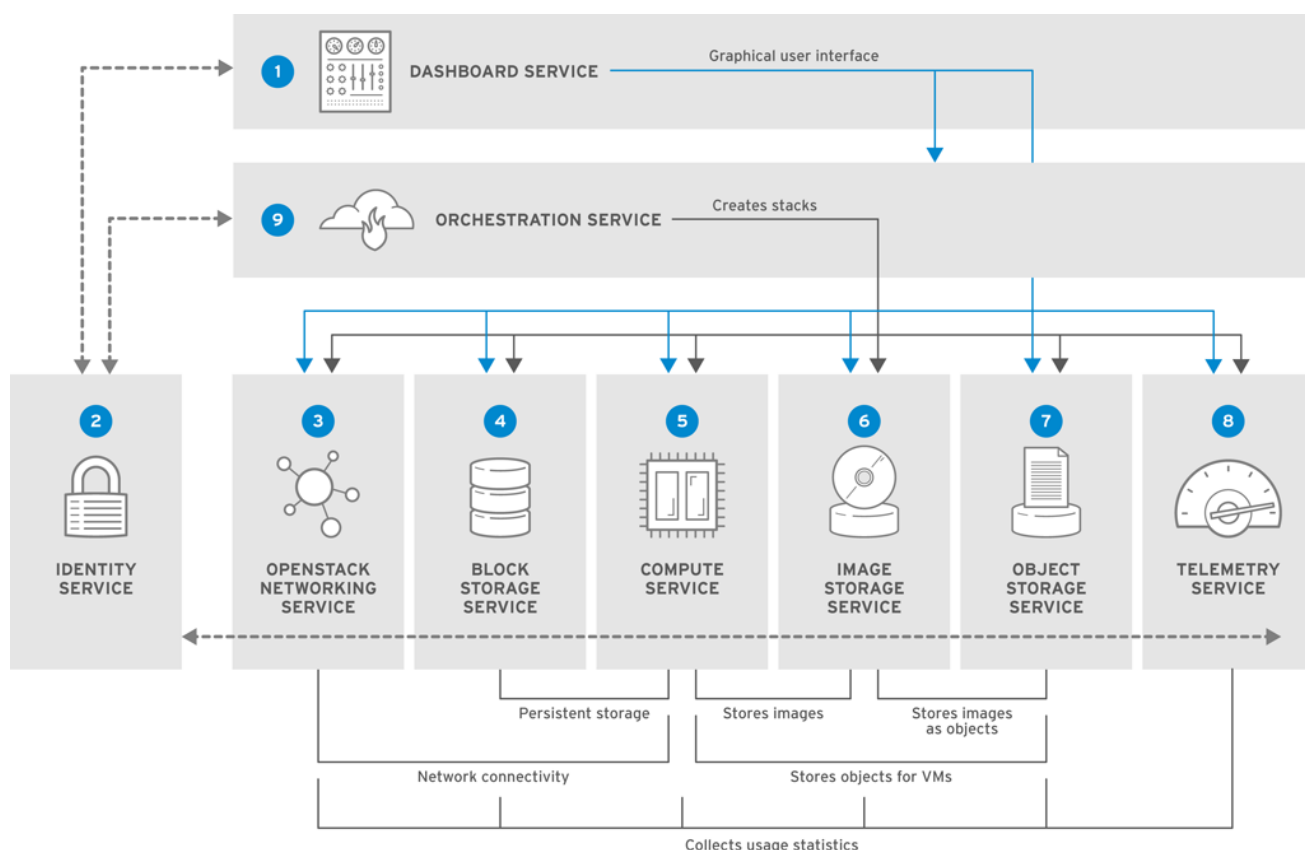 1
DASHBOARD SERVICE
Graphical user interface
9
ORCHESTRATION SERVICE
Creates stacks
2
IDENTITY
SERVICE
3
OPENSTACK
NETWORKING
SERVICE
4
BLOCK
STORAGE
SERVICE
5
COMPUTE
SERVICE
6
IMAGE
STORAGE
SERVICE
7
OBJECT
STORAGE
SERVICE
8
TELEMETRY
SERVICE
Persistent storage
Stores images
Stores images
as objects
Network connectivity
Stores objects for VMs
Collects usage statistics